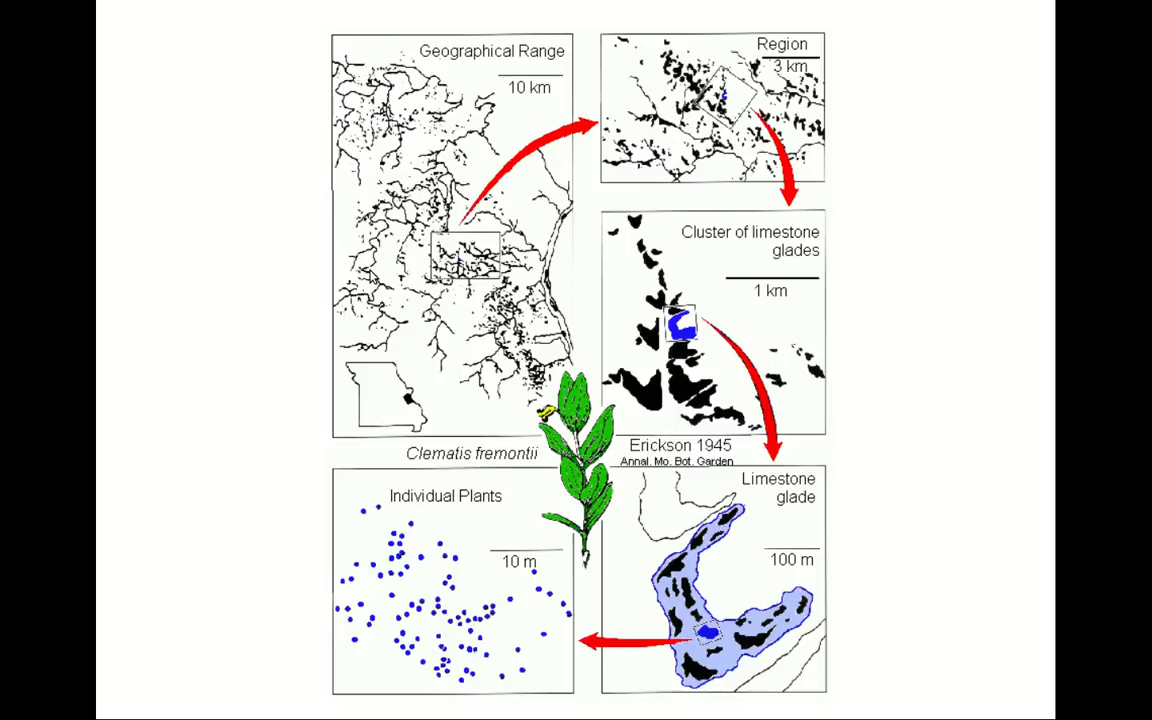 Geographical Range
10 km
Region
3 km
Cluster of limestone
glades
1 km
Clematis fremontii
Erickson 1945
Annal. Mo. Bot. Garden
Limestone
glade
100 m
Individual Plants
10 m